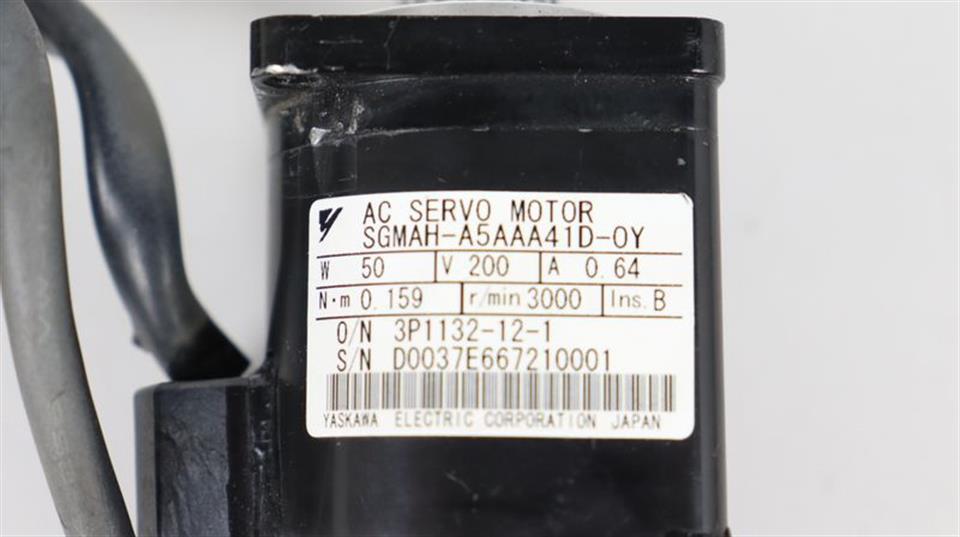 AC SERVO MOTOR
SGMAH-A5AAA41D-OY
W 50 V 200 A 0.64
N·m 0.159 r/min 3000 Ins. B
O/N 3P1132-12-1
S/N D0037E667210001
YASKAWA ELECTRIC CORPORATION JAPAN